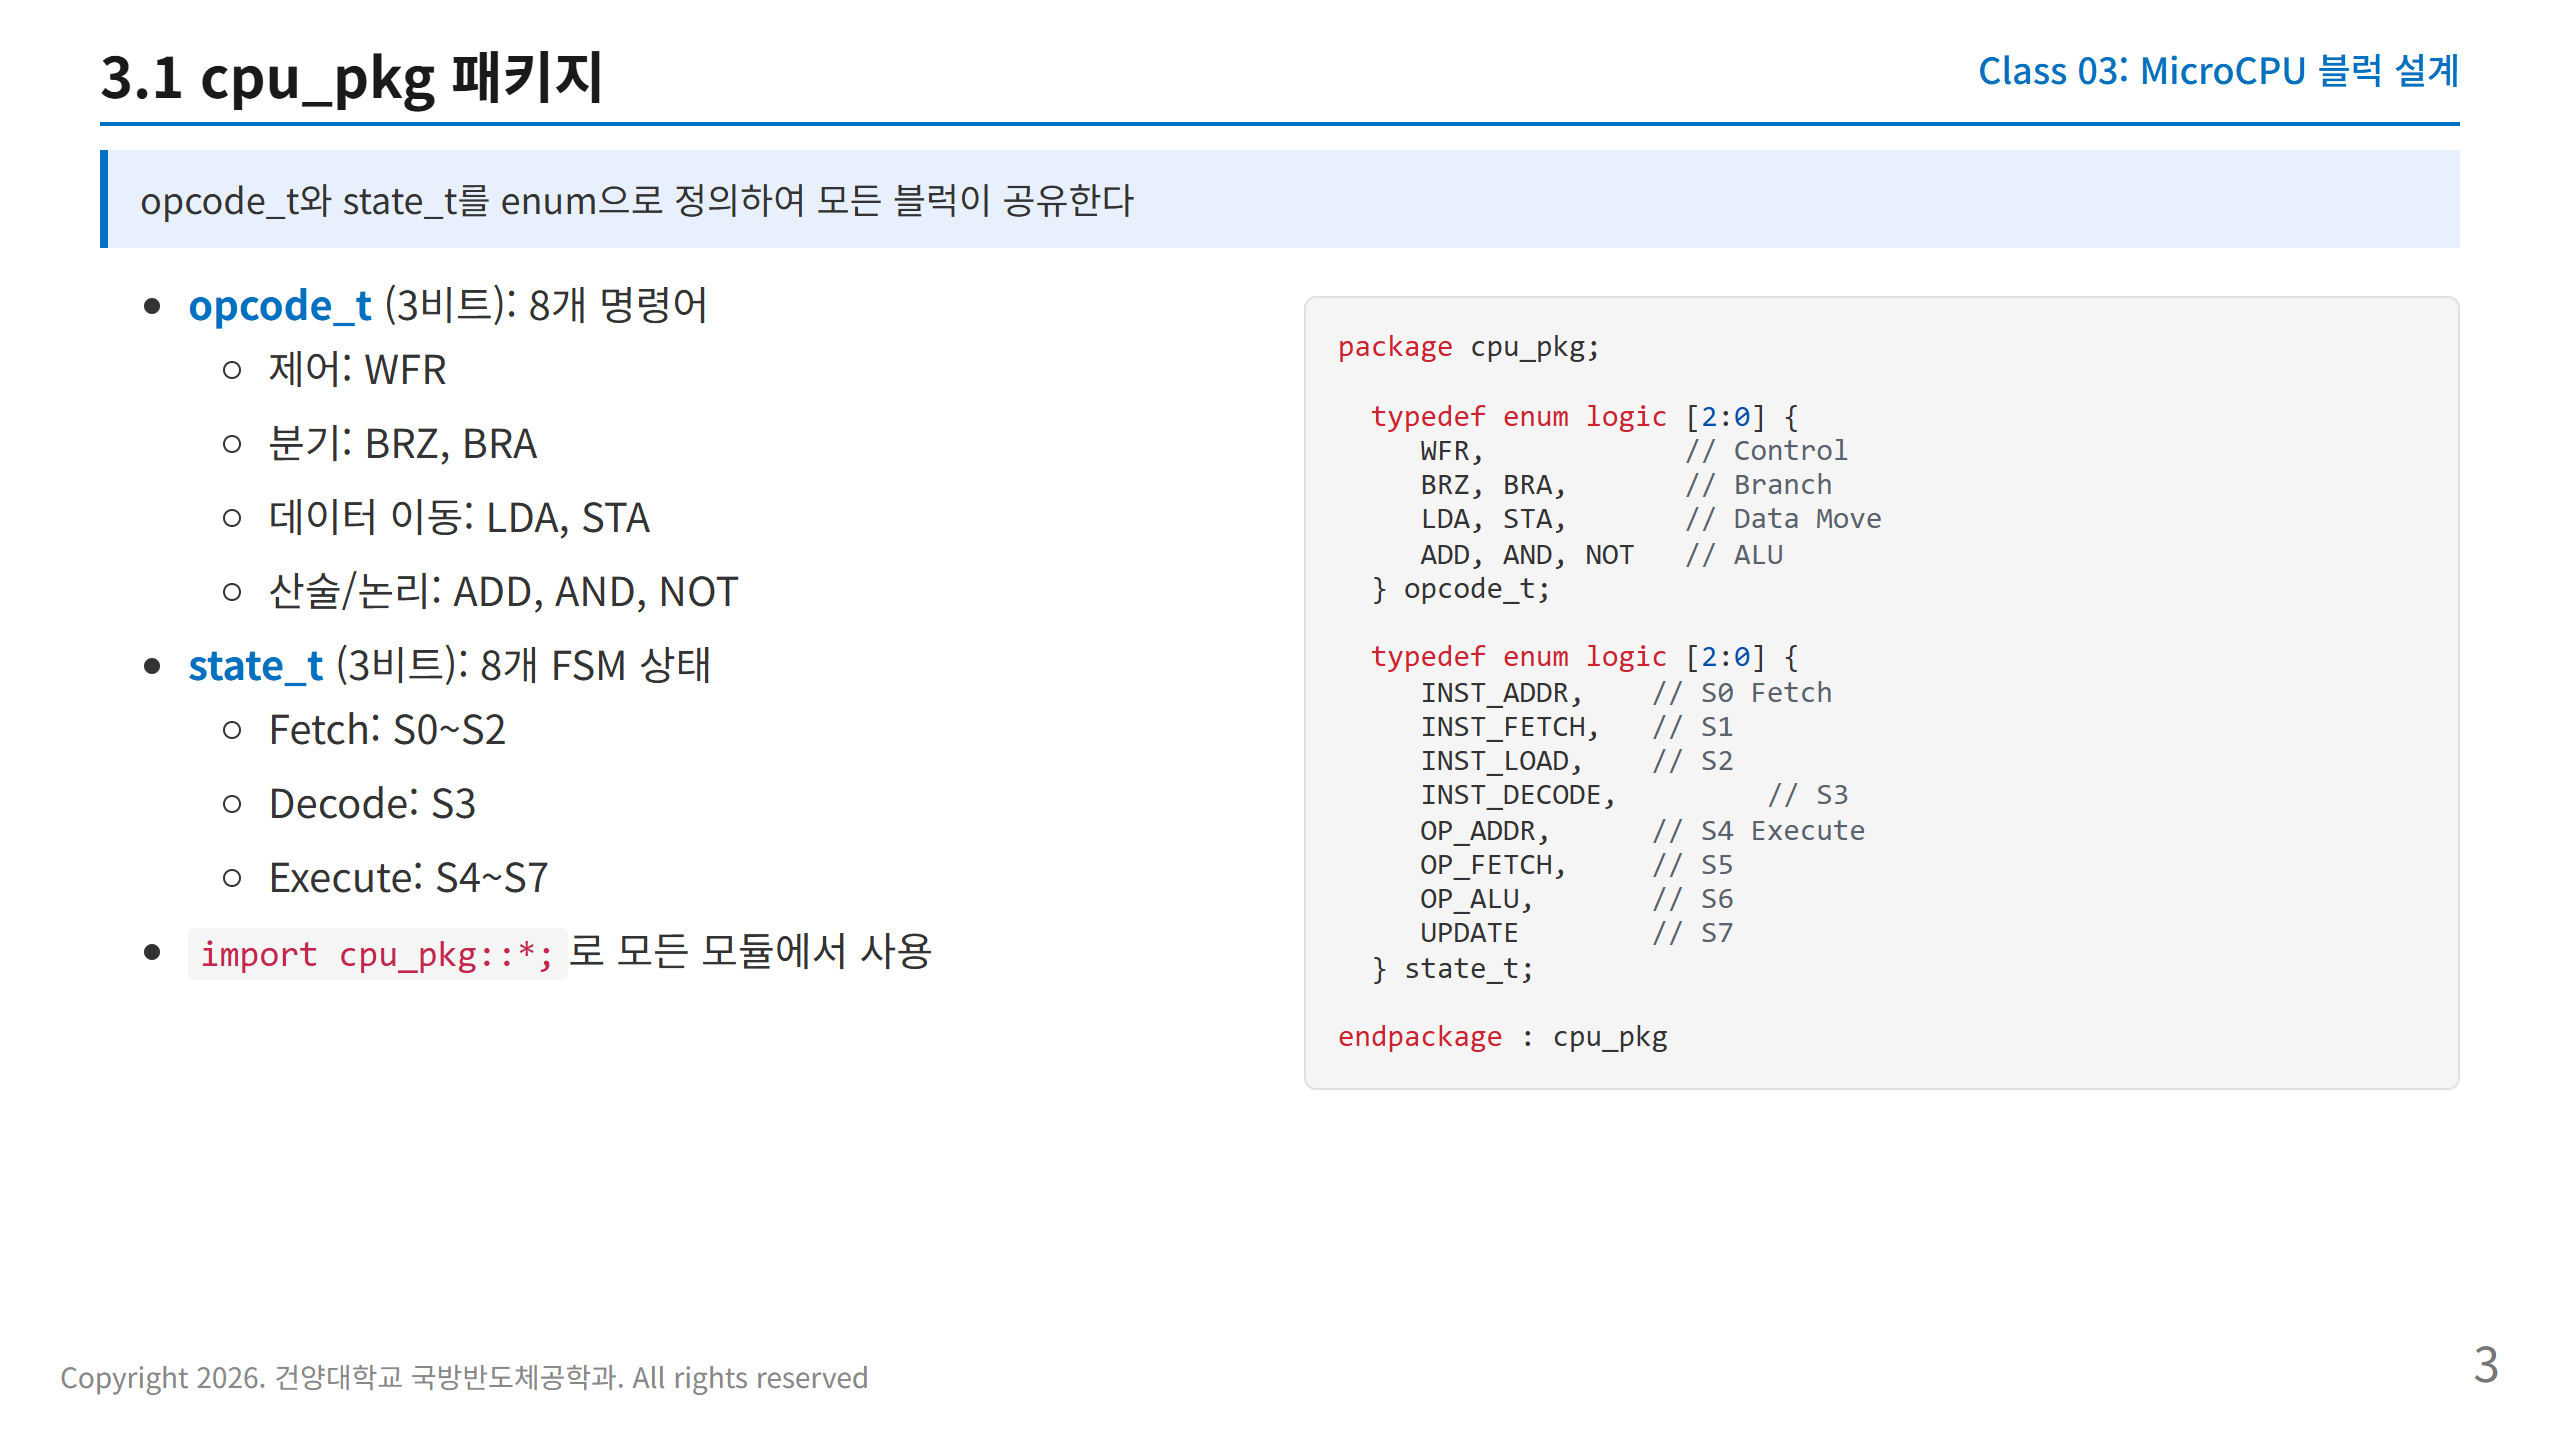 3.1 cpu_pkg 패키지
Class 03: MicroCPU 블럭 설계
opcode_t와 state_t를 enum으로 정의하여 모든 블럭이 공유한다
opcode_t (3비트): 8개 명령어
제어: WFR
분기: BRZ, BRA
데이터 이동: LDA, STA
산술/논리: ADD, AND, NOT
state_t (3비트): 8개 FSM 상태
Fetch: S0~S2
Decode: S3
Execute: S4~S7
import cpu_pkg::*;로 모든 모듈에서 사용
package cpu_pkg;
typedef enum logic [2:0] {
WFR,            // Control
BRZ, BRA,       // Branch
LDA, STA,       // Data Move
ADD, AND, NOT   // ALU
} opcode_t;
typedef enum logic [2:0] {
INST_ADDR,    // S0 Fetch
INST_FETCH,   // S1
INST_LOAD,    // S2
INST_DECODE,         // S3
OP_ADDR,      // S4 Execute
OP_FETCH,     // S5
OP_ALU,       // S6
UPDATE        // S7
} state_t;
endpackage : cpu_pkg
Copyright 2026. 건양대학교 국방반도체공학과. All rights reserved
3